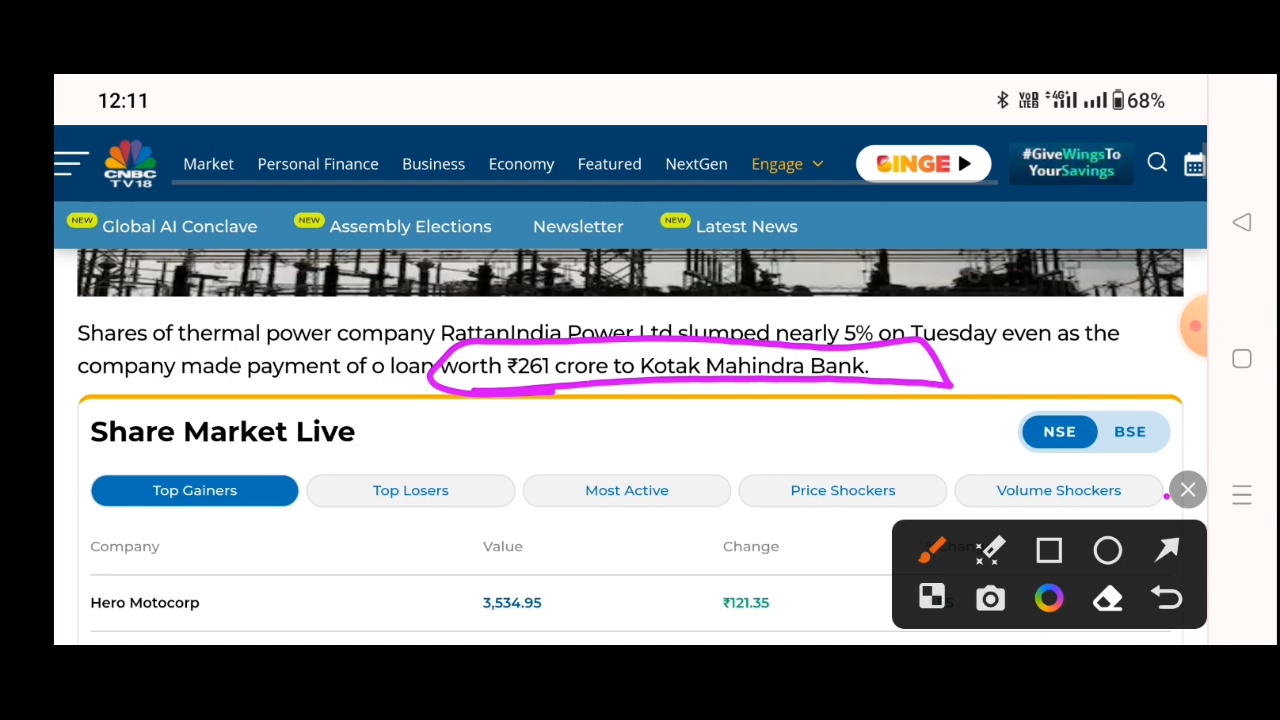 12:11
VoD LTEB 4G+ 68%
CNBC TV18
Market Personal Finance Business Economy Featured NextGen Engage BINGE #GiveWingsTo YourSavings
NEW Global AI Conclave NEW Assembly Elections Newsletter NEW Latest News
Shares of thermal power company RattanIndia Power Ltd slumped nearly 5% on Tuesday even as the
company made payment of o loan worth ₹261 crore to Kotak Mahindra Bank.
Share Market Live
NSE BSE
Top Gainers Top Losers Most Active Price Shockers Volume Shockers
Company Value Change
Hero Motocorp 3,534.95 ₹121.35